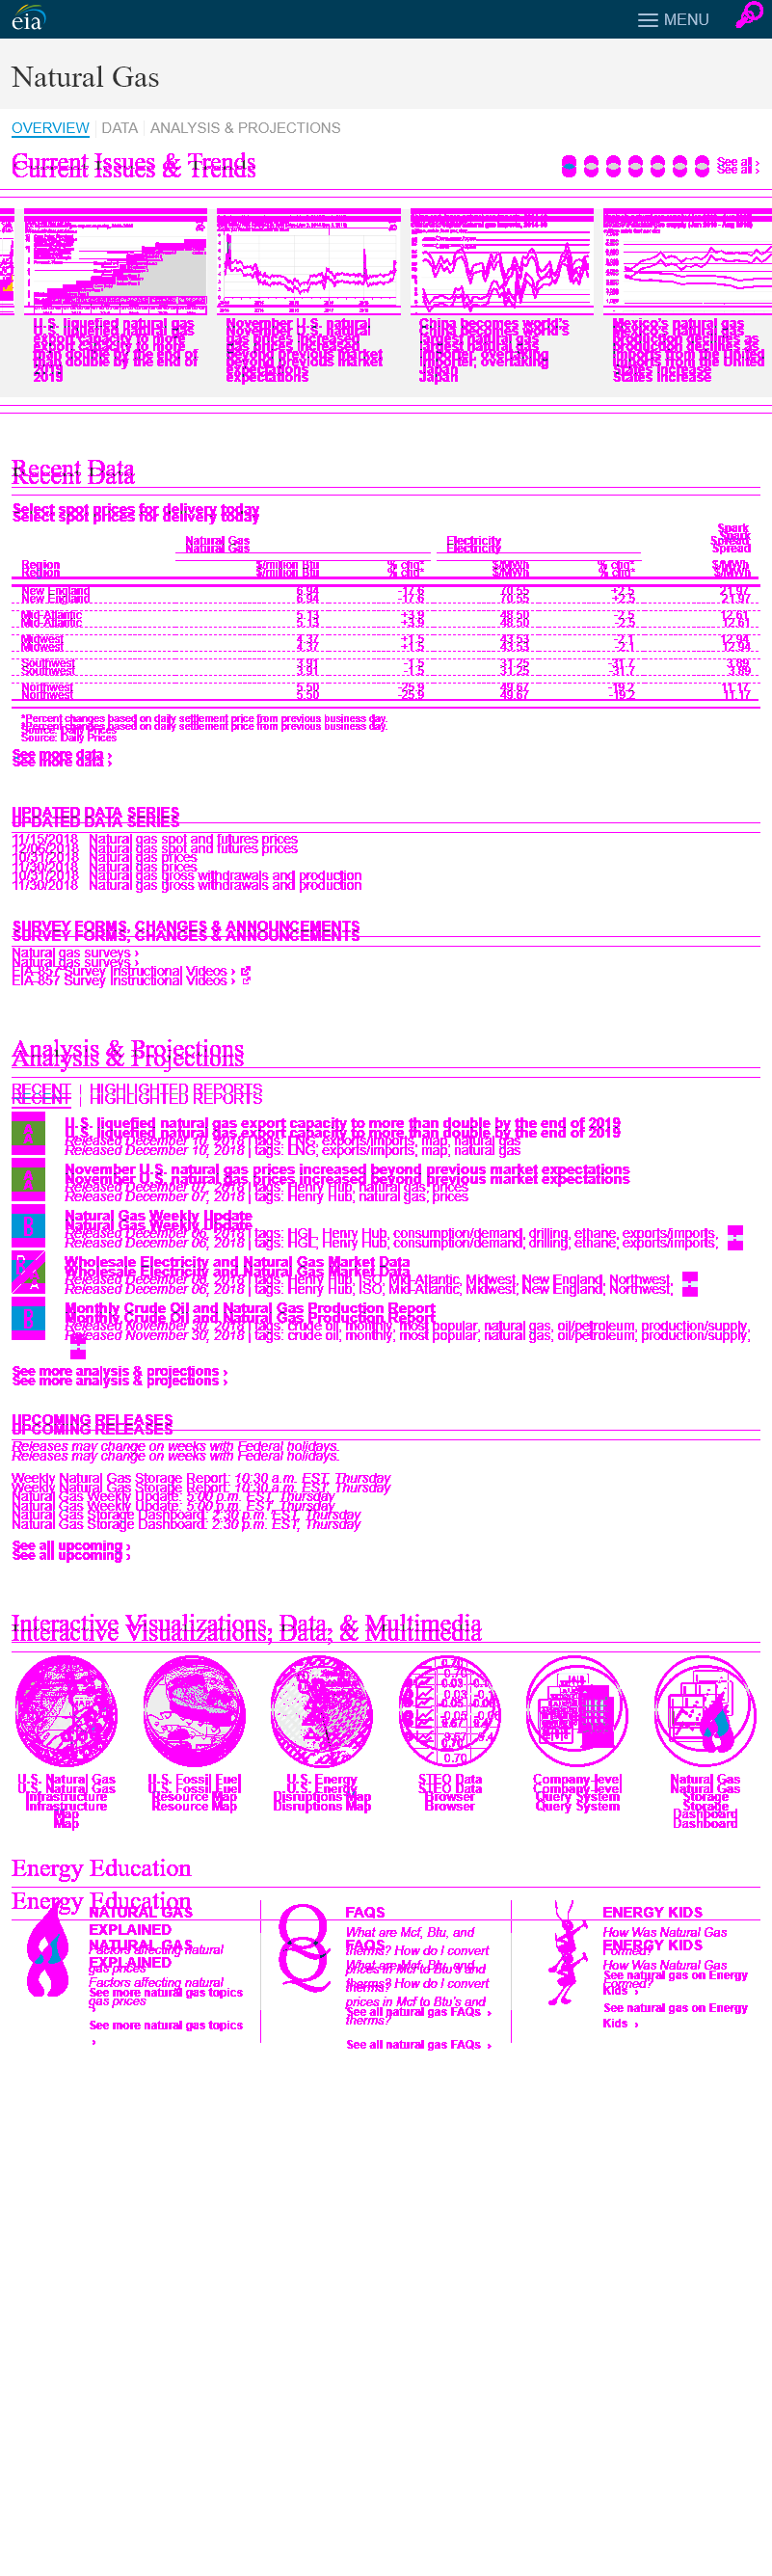 eia
MENU
Natural Gas
OVERVIEW | DATA | ANALYSIS & PROJECTIONS
Current Issues & Trends
See all ›
U.S. liquefied natural gas
export capacity to more
than double by the end of
2019
November U.S. natural
gas prices increased
beyond previous market
expectations
China becomes world's
largest natural gas
importer, overtaking
Japan
Mexico's natural gas
production declines as
imports from the United
States increase
Recent Data
Select spot prices for delivery today
Natural Gas Electricity Spark Spread
Region $/million Btu % chg* $/MWh % chg* $/MWh
New England 6.94 -17.6 70.55 +2.5 21.97
Mid-Atlantic 5.13 +3.9 48.50 -2.5 12.61
Midwest 4.37 +1.5 43.53 -2.1 12.94
Southwest 3.91 -1.5 31.25 -31.7 3.89
Northwest 5.50 -25.9 49.67 -19.2 11.17
*Percent changes based on daily settlement price from previous business day.
Source: Daily Prices
See more data ›
UPDATED DATA SERIES
11/15/2018 Natural gas spot and futures prices
12/06/2018 Natural gas spot and futures prices
10/31/2018 Natural gas prices
11/30/2018 Natural gas prices
10/31/2018 Natural gas gross withdrawals and production
11/30/2018 Natural gas gross withdrawals and production
SURVEY FORMS, CHANGES & ANNOUNCEMENTS
Natural gas surveys ›
EIA-857 Survey Instructional Videos ›
Analysis & Projections
RECENT | HIGHLIGHTED REPORTS
U.S. liquefied natural gas export capacity to more than double by the end of 2019
Released December 10, 2018 | tags: LNG, exports/imports, map, natural gas
November U.S. natural gas prices increased beyond previous market expectations
Released December 07, 2018 | tags: Henry Hub, natural gas, prices
Natural Gas Weekly Update
Released December 06, 2018 | tags: HGL, Henry Hub, consumption/demand, drilling, ethane, exports/imports,
Wholesale Electricity and Natural Gas Market Data
Released December 06, 2018 | tags: Henry Hub, ISO, Mid-Atlantic, Midwest, New England, Northwest,
Monthly Crude Oil and Natural Gas Production Report
Released November 30, 2018 | tags: crude oil, monthly, most popular, natural gas, oil/petroleum, production/supply,
See more analysis & projections ›
UPCOMING RELEASES
Releases may change on weeks with Federal holidays.
Weekly Natural Gas Storage Report: 10:30 a.m. EST, Thursday
Natural Gas Weekly Update: 5:00 p.m. EST, Thursday
Natural Gas Storage Dashboard: 2:30 p.m. EST, Thursday
See all upcoming ›
Interactive Visualizations, Data, & Multimedia
U.S. Natural Gas
Infrastructure
Map
U.S. Fossil Fuel
Resource Map
U.S. Energy
Disruptions Map
STEO Data
Browser
Company-level
Query System
Natural Gas
Storage
Dashboard
Energy Education
Energy Education
NATURAL GAS
EXPLAINED
Factors affecting natural
gas prices
See more natural gas topics
›
FAQS
What are Mcf, Btu, and
therms? How do I convert
prices in Mcf to Btu's and
therms?
See all natural gas FAQs ›
ENERGY KIDS
How Was Natural Gas
Formed?
See natural gas on Energy
Kids ›